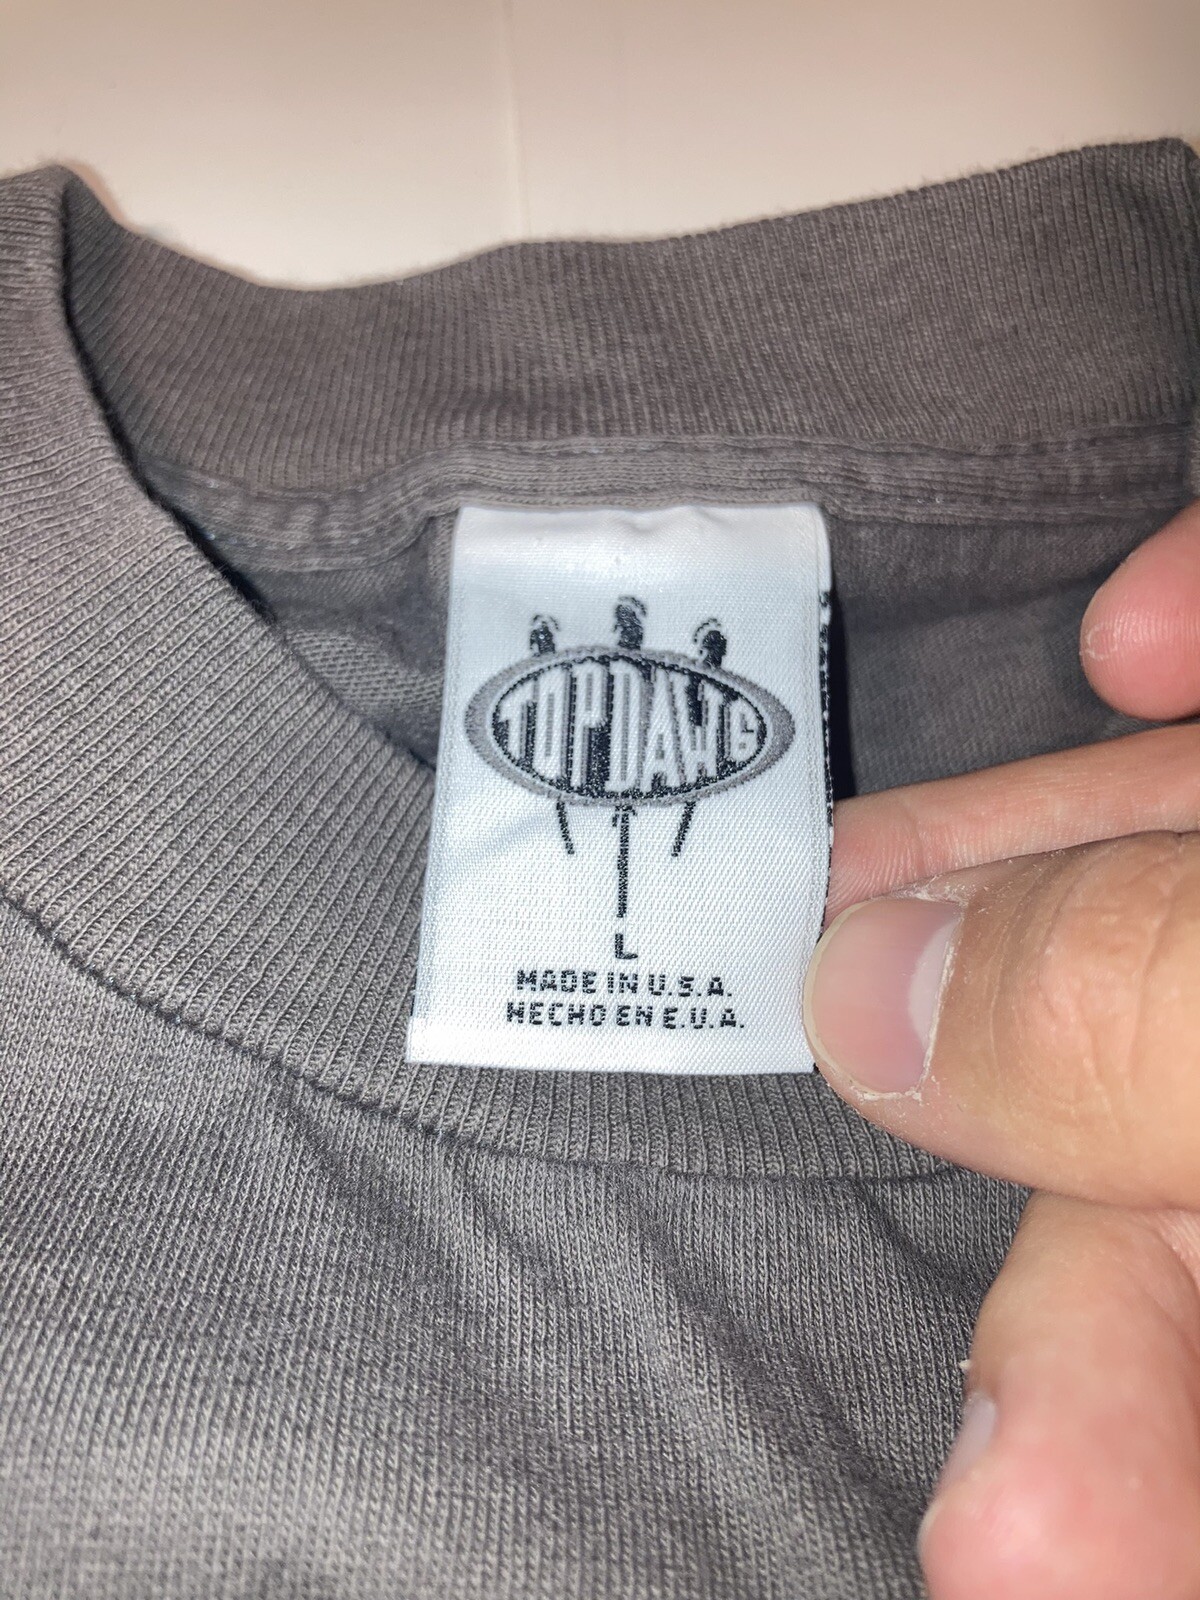 TOPDAWG
L
MADE IN U.S.A.
HECHO EN E.U.A.